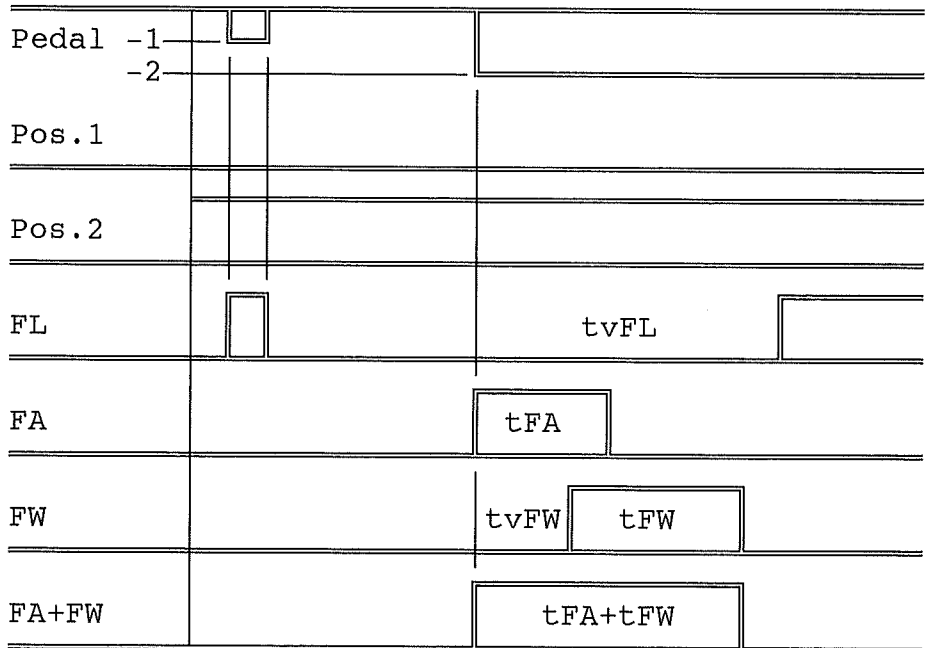 Pedal -1
-2
Pos.1
Pos.2
FL tvFL
FA tFA
FW tvFW tFW
FA+FW tFA+tFW